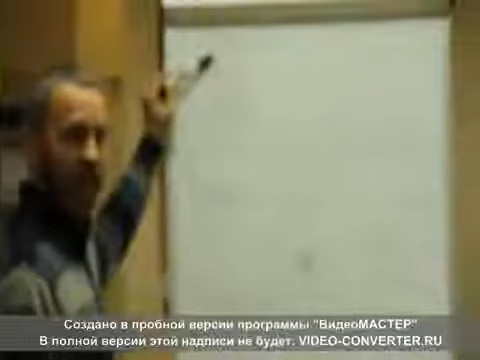 Создано в пробной версии программы "ВидеоМАСТЕР"
В полной версии этой надписи не будет. VIDEO-CONVERTER.RU